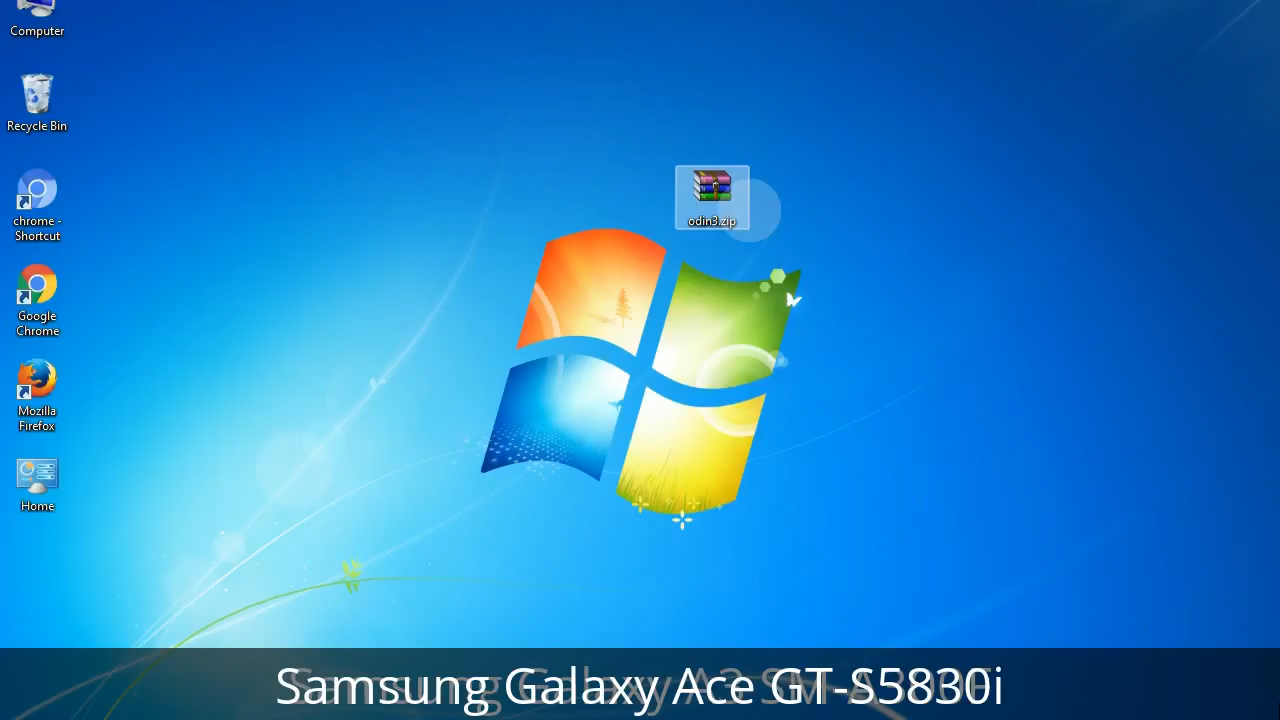 Computer
Recycle Bin
chrome -
Shortcut
Google
Chrome
Mozilla
Firefox
Home
odin3.zip
Samsung Galaxy Ace GT-S5830i